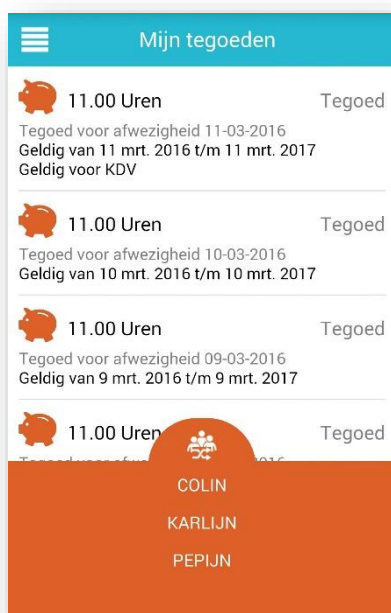 Mijn tegoeden
11.00 Uren Tegoed
Tegoed voor afwezigheid 11-03-2016
Geldig van 11 mrt. 2016 t/m 11 mrt. 2017
Geldig voor KDV
11.00 Uren Tegoed
Tegoed voor afwezigheid 10-03-2016
Geldig van 10 mrt. 2016 t/m 10 mrt. 2017
11.00 Uren Tegoed
Tegoed voor afwezigheid 09-03-2016
Geldig van 9 mrt. 2016 t/m 9 mrt. 2017
11.00 Uren Tegoed
COLIN
KARLIJN
PEPIJN